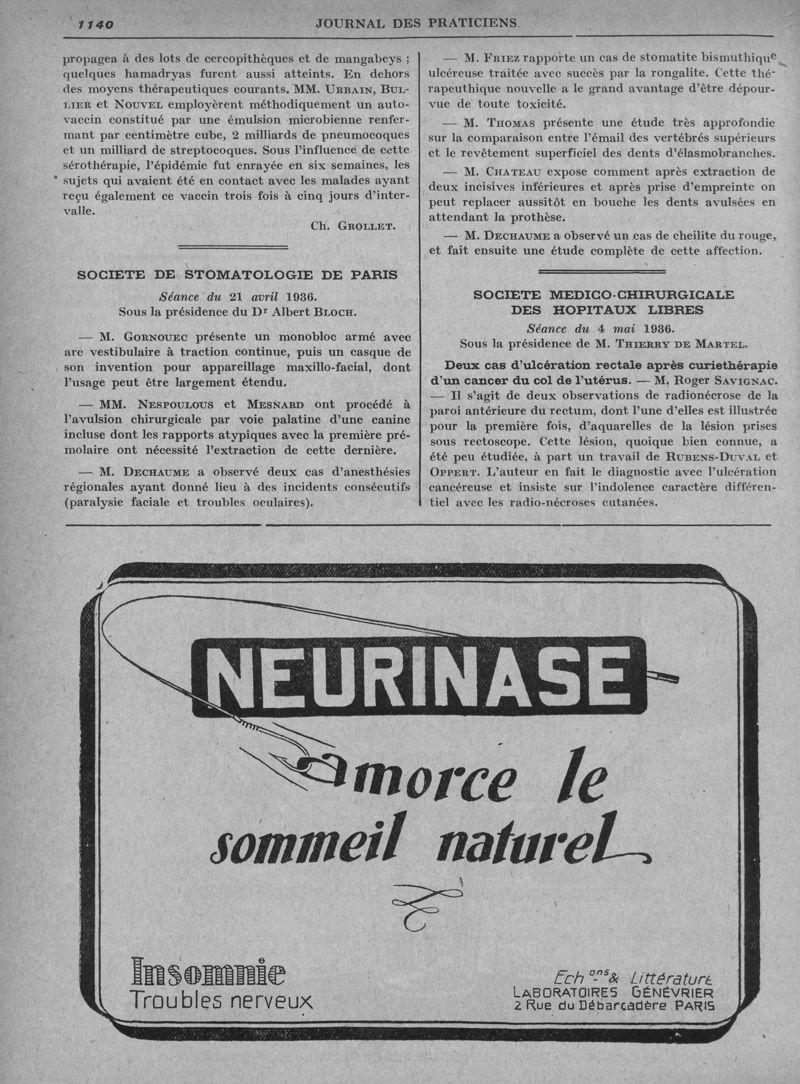 1140
JOURNAL DES PRATICIENS
propagea à des lots de cercopithèques et de mangabeys ;
quelques hamadryas furent aussi atteints. En dehors
des moyens thérapeutiques courants, MM. URBAIN, BUL-
LIER et NOUVEL employèrent méthodiquement un auto-
vaccin constitué par une émulsion microbienne renfer-
mant par centimètre cube, 2 milliards de pneumocoques
et un milliard de streptocoques. Sous l'influence de cette
sérothérapie, l'épidémie fut enrayée en six semaines, les
sujets qui avaient été en contact avec les malades ayant
reçu également ce vaccin trois fois à cinq jours d'inter-
valle.
Ch. GROLLET.
SOCIETE DE STOMATOLOGIE DE PARIS
Séance du 21 avril 1936.
Sous la présidence du Dr Albert BLOCH.
— M. GORNOUEC présente un monobloc armé avec
arc vestibulaire à traction continue, puis un casque de
son invention pour appareillage maxillo-facial, dont
l'usage peut être largement étendu.
— MM. NESPOULOUS et MESNARD ont procédé à
l'avulsion chirurgicale par voie palatine d'une canine
incluse dont les rapports atypiques avec la première pré-
molaire ont nécessité l'extraction de cette dernière.
— M. DECHAUME a observé deux cas d'anesthésies
régionales ayant donné lieu à des incidents consécutifs
(paralysie faciale et troubles oculaires).
— M. FRIEZ rapporte un cas de stomatite bismuthique
ulcéreuse traitée avec succès par la rongalite. Cette thé-
rapeuthique nouvelle a le grand avantage d'être dépour-
vue de toute toxicité.
— M. THOMAS présente une étude très approfondie
sur la comparaison entre l'émail des vertébrés supérieurs
et le revêtement superficiel des dents d'élasmobranches.
— M. CHATEAU expose comment après extraction de
deux incisives inférieures et après prise d'empreinte on
peut replacer aussitôt en bouche les dents avulsées en
attendant la prothèse.
— M. DECHAUME a observé un cas de cheilite du rouge,
et fait ensuite une étude complète de cette affection.
SOCIETE MEDICO-CHIRURGICALE
DES HOPITAUX LIBRES
Séance du 4 mai 1936.
Sous la présidence de M. THIERRY DE MARTEL.
Deux cas d'ulcération rectale après curiethérapie
d'un cancer du col de l'utérus. — M. Roger SAVIGNAC.
— Il s'agit de deux observations de radionécrose de la
paroi antérieure du rectum, dont l'une d'elles est illustrée
pour la première fois, d'aquarelles de la lésion prises
sous rectoscope. Cette lésion, quoique bien connue, a
été peu étudiée, à part un travail de RUBENS-DUVAL et
OPPERT. L'auteur en fait le diagnostic avec l'ulcération
cancéreuse et insiste sur l'indolence caractère différen-
tiel avec les radio-nécroses cutanées.
NEURINASE
amorce le
sommeil naturel
Insomnie
Troubles nerveux
Echons & Littérature
LABORATOIRES GÉNÉVRIER
2 Rue du Débarcadère PARIS